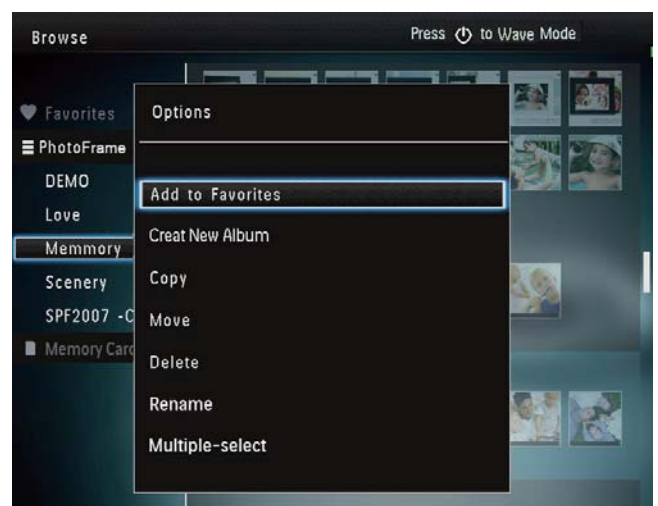 Browse
Press to Wave Mode
Favorites
PhotoFrame
DEMO
Love
Memmory
Scenery
SPF2007 -C
Memory Card
Options
Add to Favorites
Creat New Album
Copy
Move
Delete
Rename
Multiple-select